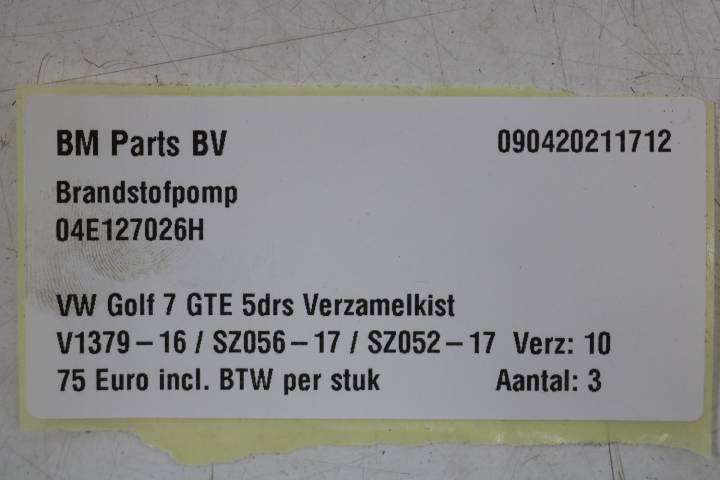 BM Parts BV 090420211712
Brandstofpomp
04E127026H
VW Golf 7 GTE 5drs Verzamelkist
V1379-16 / SZ056-17 / SZ052-17 Verz: 10
75 Euro incl. BTW per stuk Aantal: 3